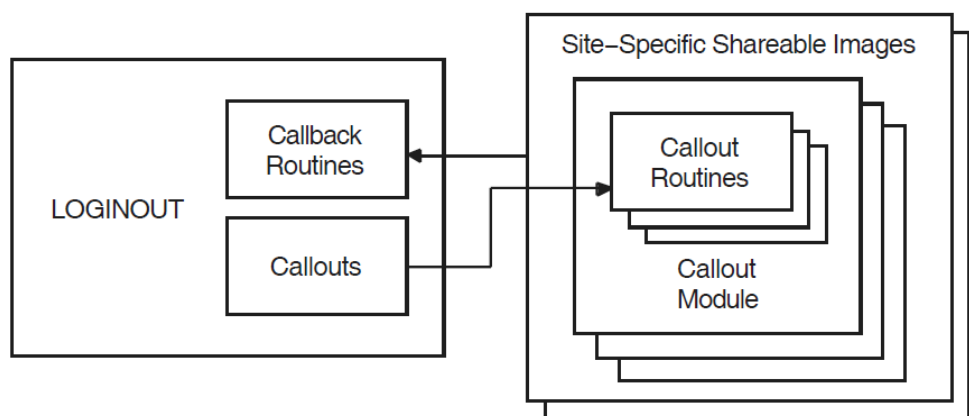 Site–Specific Shareable Images
Callback
Routines
Callout
Routines
LOGINOUT
Callouts
Callout
Module